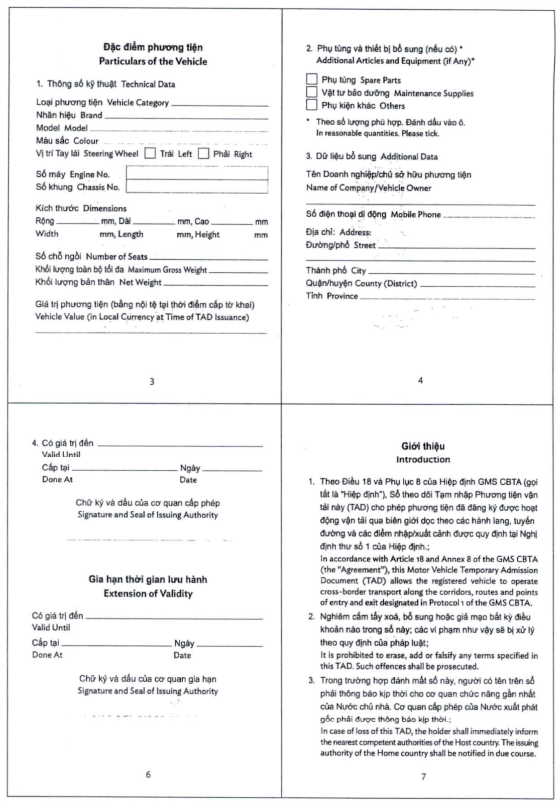 Đặc điểm phương tiện
Particulars of the Vehicle
1. Thông số kỹ thuật Technical Data
Loại phương tiện Vehicle Category
Nhãn hiệu Brand
Model Model
Màu sắc Colour
Vị trí Tay lái Steering Wheel Trái Left Phải Right
Số máy Engine No.
Số khung Chassis No.
Kích thước Dimensions
Rộng mm, Dài mm, Cao mm
Width mm, Length mm, Height mm
Số chỗ ngồi Number of Seats
Khối lượng toàn bộ tối đa Maximum Gross Weight
Khối lượng bản thân Net Weight
Giá trị phương tiện (bằng nội tệ tại thời điểm cấp tờ khai)
Vehicle Value (in Local Currency at Time of TAD Issuance)
3
2. Phụ tùng và thiết bị bổ sung (nếu có) *
Additional Articles and Equipment (if Any)*
Phụ tùng Spare Parts
Vật tư bảo dưỡng Maintenance Supplies
Phụ kiện khác Others
* Theo số lượng phù hợp. Đánh dấu vào ô.
In reasonable quantities. Please tick.
3. Dữ liệu bổ sung Additional Data
Tên Doanh nghiệp/chủ sở hữu phương tiện
Name of Company/Vehicle Owner
Số điện thoại di động Mobile Phone
Địa chỉ: Address:
Đường/phố Street
Thành phố City
Quận/huyện County (District)
Tỉnh Province
4
4. Có giá trị đến
Valid Until
Cấp tại Ngày
Done At Date
Chữ ký và dấu của cơ quan cấp phép
Signature and Seal of Issuing Authority
Gia hạn thời gian lưu hành
Extension of Validity
Có giá trị đến
Valid Until
Cấp tại Ngày
Done At Date
Chữ ký và dấu của cơ quan gia hạn
Signature and Seal of Issuing Authority
6
Giới thiệu
Introduction
1. Theo Điều 18 và Phụ lục 8 của Hiệp định GMS CBTA (gọi
tắt là "Hiệp định"), Sổ theo dõi Tạm nhập Phương tiện vận
tải này (TAD) cho phép phương tiện đã đăng ký được hoạt
động vận tải qua biên giới dọc theo các hành lang, tuyến
đường và các điểm nhập/xuất cảnh được quy định tại Nghị
định thư số 1 của Hiệp định.;
In accordance with Article 18 and Annex 8 of the GMS CBTA
(the "Agreement"), this Motor Vehicle Temporary Admission
Document (TAD) allows the registered vehicle to operate
cross-border transport along the corridors, routes and points
of entry and exit designated in Protocol 1 of the GMS CBTA.
2. Nghiêm cấm tẩy xoá, bổ sung hoặc giả mạo bất kỳ điều
khoản nào trong sổ này; các vi phạm như vậy sẽ bị xử lý
theo quy định của pháp luật;
It is prohibited to erase, add or falsify any terms specified in
this TAD. Such offences shall be prosecuted.
3. Trong trường hợp đánh mất sổ này, người có tên trên sổ
phải thông báo kịp thời cho cơ quan chức năng gần nhất
của Nước chủ nhà. Cơ quan cấp phép của Nước xuất phát
gốc phải được thông báo kịp thời.;
In case of loss of this TAD, the holder shall immediately inform
the nearest competent authorities of the Host country. The issuing
authority of the Home country shall be notified in due course.
7